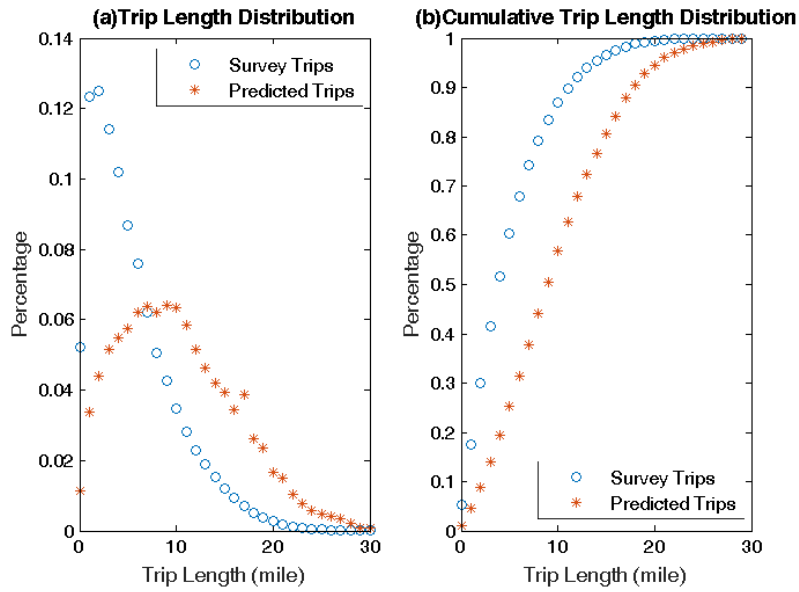 (a)Trip Length Distribution
0.14
0.12
0.1
0.08
0.06
0.04
0.02
0
Percentage
Survey Trips
Predicted Trips
0
10
20
30
Trip Length (mile)
(b)Cumulative Trip Length Distribution
1
0.9
0.8
0.7
0.6
0.5
0.4
0.3
0.2
0.1
0
Percentage
Survey Trips
Predicted Trips
0
10
20
30
Trip Length (mile)